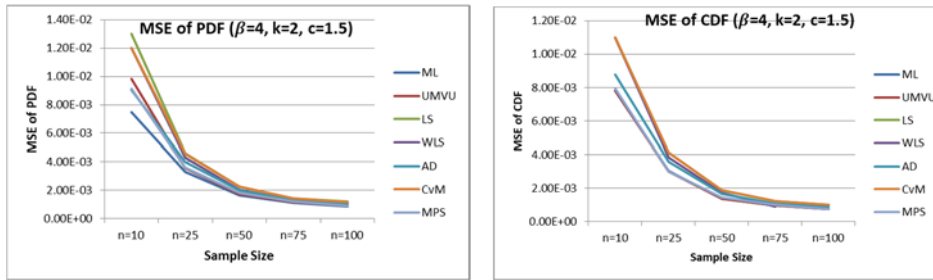 MSE of PDF (β=4, k=2, c=1.5)
MSE of PDF
1.40E-02
1.20E-02
1.00E-02
8.00E-03
6.00E-03
4.00E-03
2.00E-03
0.00E+00
n=10 n=25 n=50 n=75 n=100
Sample Size
ML
UMVU
LS
WLS
AD
CvM
MPS
MSE of CDF (β=4, k=2, c=1.5)
MSE of CDF
1.20E-02
1.00E-02
8.00E-03
6.00E-03
4.00E-03
2.00E-03
0.00E+00
n=10 n=25 n=50 n=75 n=100
Sample Size
ML
UMVU
LS
WLS
AD
CvM
MPS